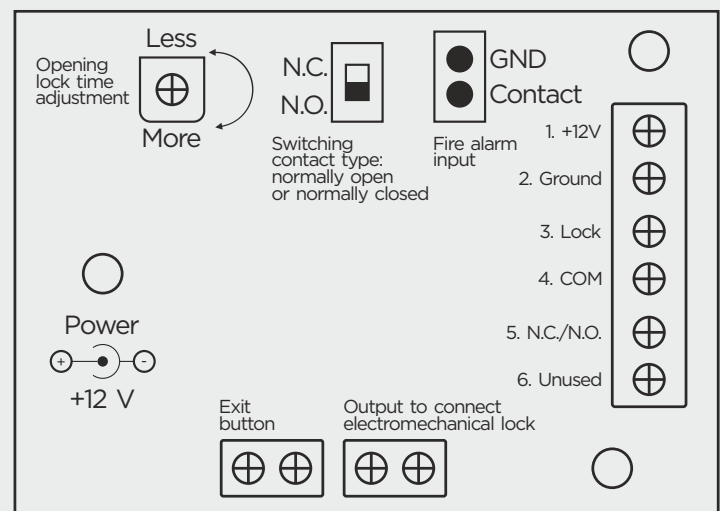 Less
Opening
lock time
adjustment
More
N.C.
N.O.
Switching
contact type:
normally open
or normally closed
GND
Contact
Fire alarm
input
1. +12V
2. Ground
3. Lock
4. COM
5. N.C./N.O.
6. Unused
Power
+ -
+12 V
Exit
button
Output to connect
electromechanical lock